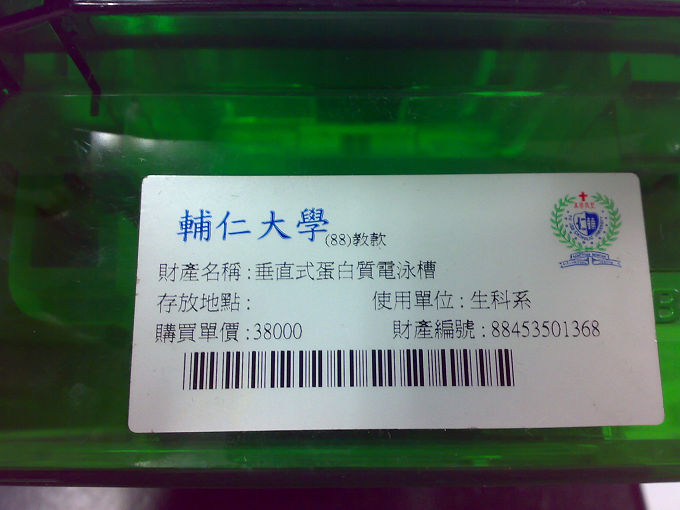 輔仁大學(88)教款
財產名稱:垂直式蛋白質電泳槽
存放地點: 使用單位:生科系
購買單價:38000 財產編號:88453501368
B